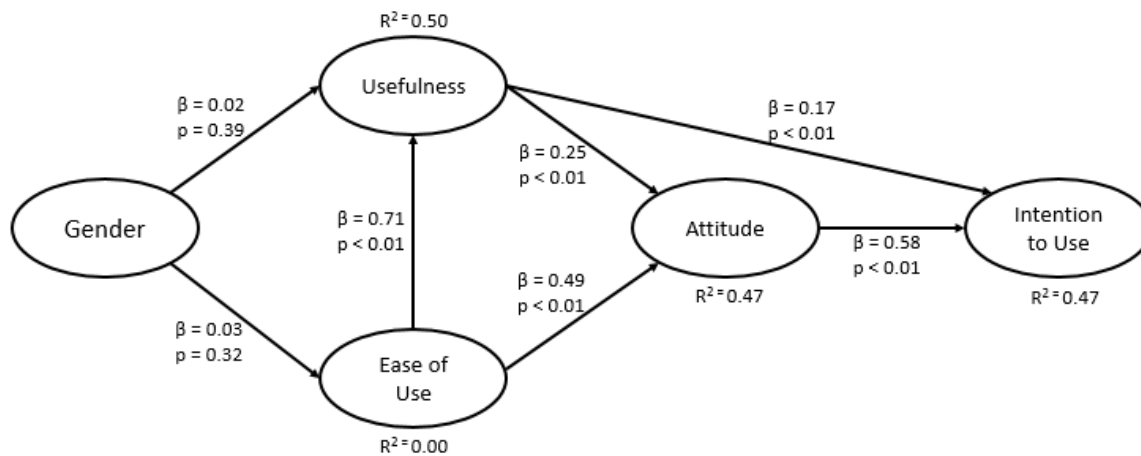 R² = 0.50
Usefulness
β = 0.02
p = 0.39
β = 0.17
p < 0.01
β = 0.25
p < 0.01
Gender
β = 0.71
p < 0.01
Attitude
Intention
to Use
β = 0.58
p < 0.01
β = 0.49
p < 0.01
R² = 0.47
R² = 0.47
β = 0.03
p = 0.32
Ease of
Use
R² = 0.00